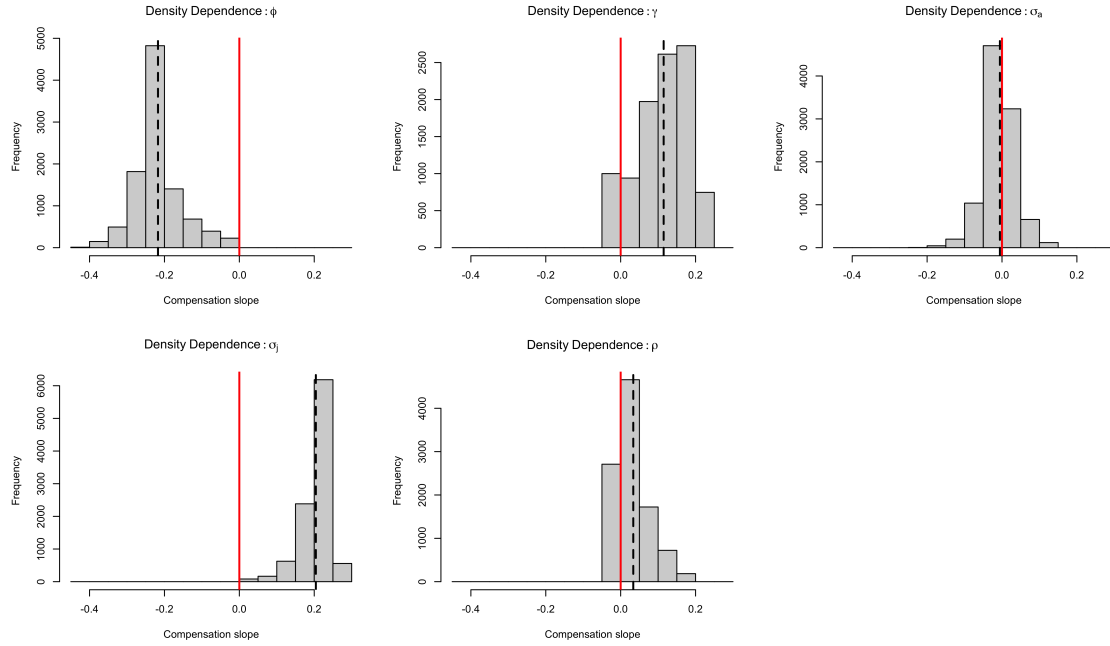 Density Dependence : ϕ
Frequency
0 1000 2000 3000 4000 5000
-0.4 -0.2 0.0 0.2
Compensation slope
Density Dependence : γ
Frequency
0 500 1000 1500 2000 2500
-0.4 -0.2 0.0 0.2
Compensation slope
Density Dependence : σa
Frequency
0 1000 2000 3000 4000
-0.4 -0.2 0.0 0.2
Compensation slope
Density Dependence : σj
Frequency
0 1000 2000 3000 4000 5000 6000
-0.4 -0.2 0.0 0.2
Compensation slope
Density Dependence : ρ
Frequency
0 1000 2000 3000 4000
-0.4 -0.2 0.0 0.2
Compensation slope